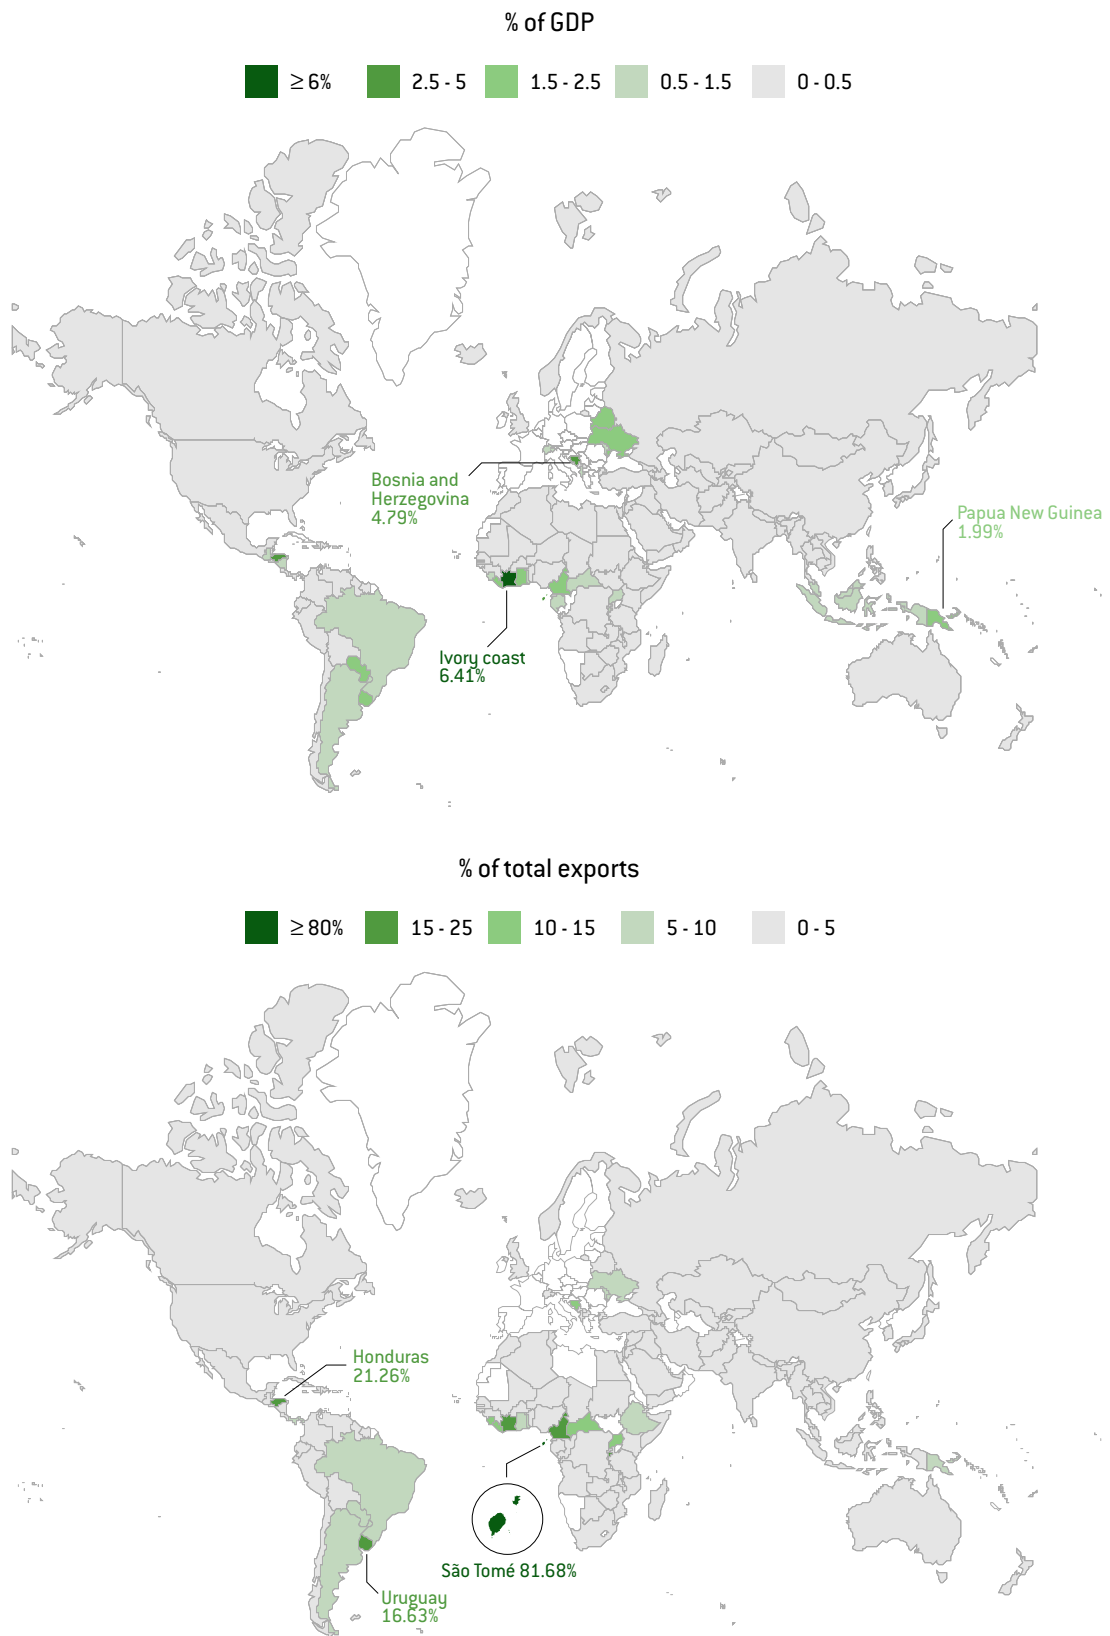 % of GDP
≥ 6% 2.5 - 5 1.5 - 2.5 0.5 - 1.5 0 - 0.5
Bosnia and
Herzegovina
4.79%
Papua New Guinea
1.99%
Ivory coast
6.41%
% of total exports
≥ 80% 15 - 25 10 - 15 5 - 10 0 - 5
Honduras
21.26%
São Tomé 81.68%
Uruguay
16.63%